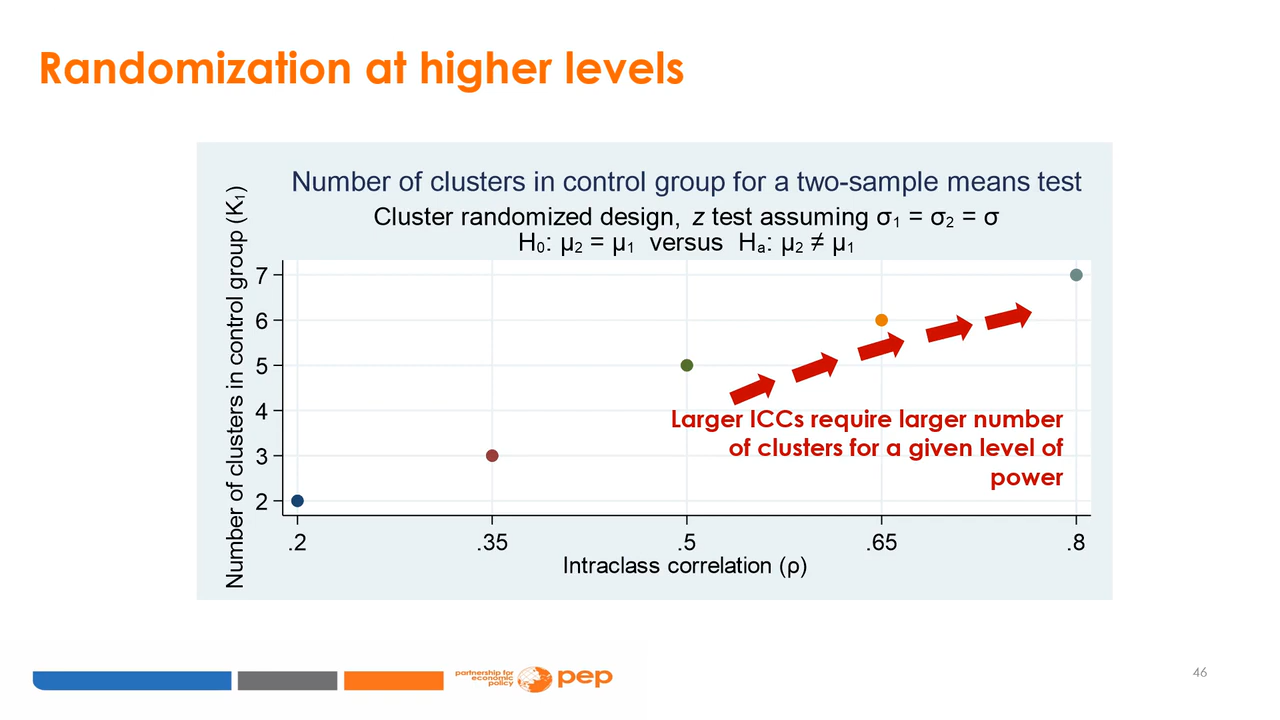 Randomization at higher levels
Number of clusters in control group for a two-sample means test
Cluster randomized design, z test assuming σ₁ = σ₂ = σ
H₀: μ₂ = μ₁ versus Hₐ: μ₂ ≠ μ₁
Number of clusters in control group (K₁)
7
6
5
4
3
2
Larger ICCs require larger number
of clusters for a given level of
power
.2 .35 .5 .65 .8
Intraclass correlation (ρ)
partnership for
economic
policy
pep
46